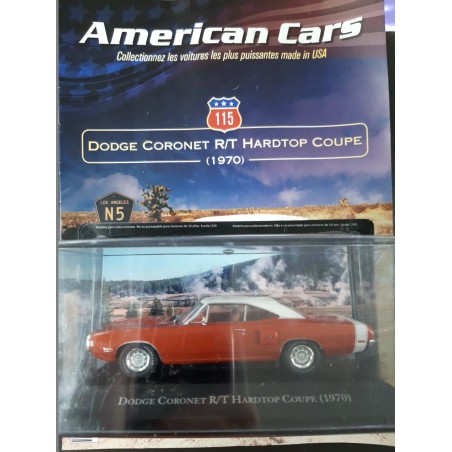 American Cars
Collectionnez les voitures les plus puissantes made in USA
115
DODGE CORONET R/T HARDTOP COUPE
(1970)
LOS ANGELES
N5
DODGE CORONET R/T HARDTOP COUPE (1970)